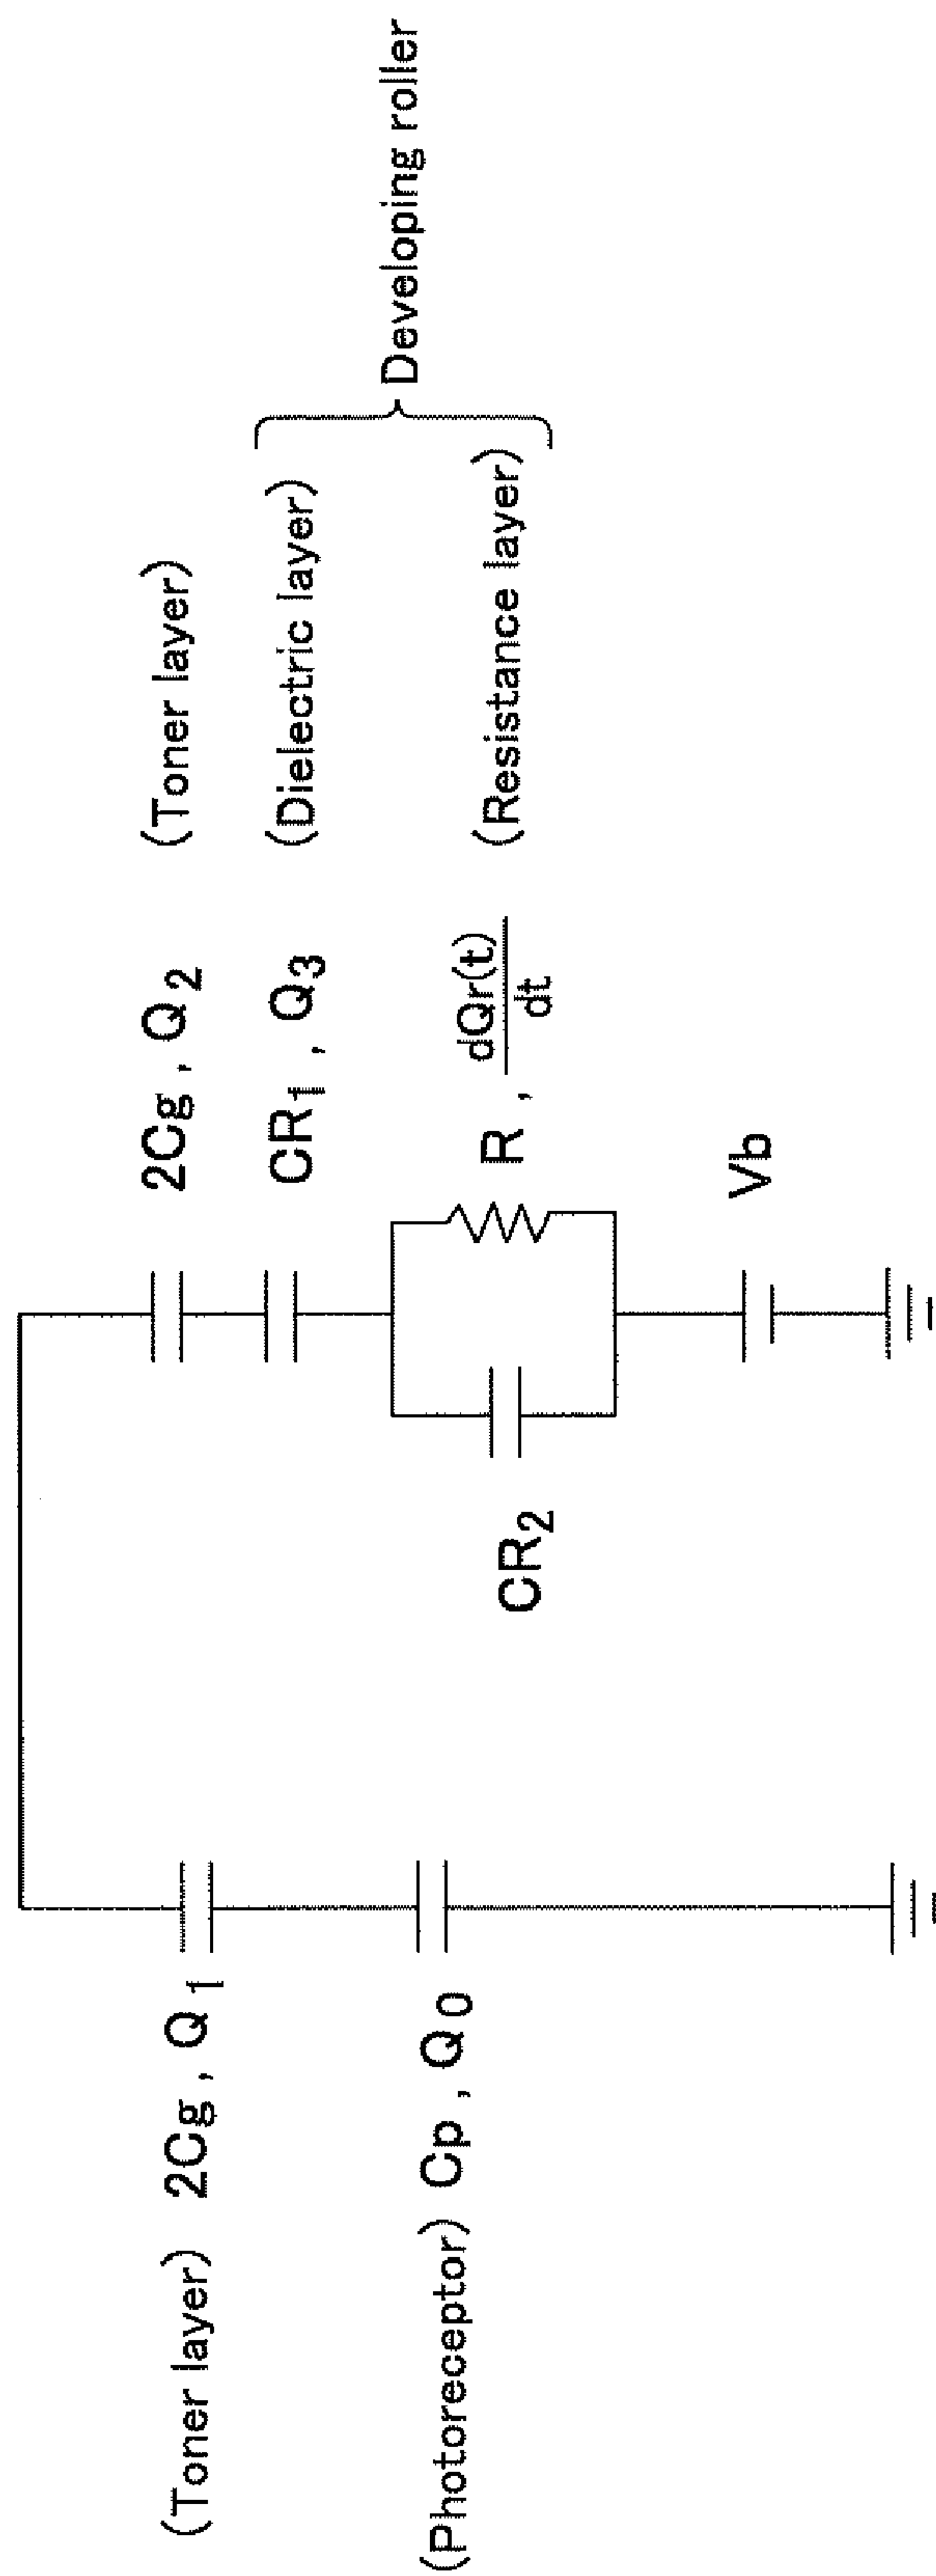 (Toner layer) 2Cg, Q1
(Photoreceptor) Cp, Q0
2Cg, Q2 (Toner layer)
CR1, Q3 (Dielectric layer)
CR2
R, dQr(t)/dt (Resistance layer)
Developing roller
Vb